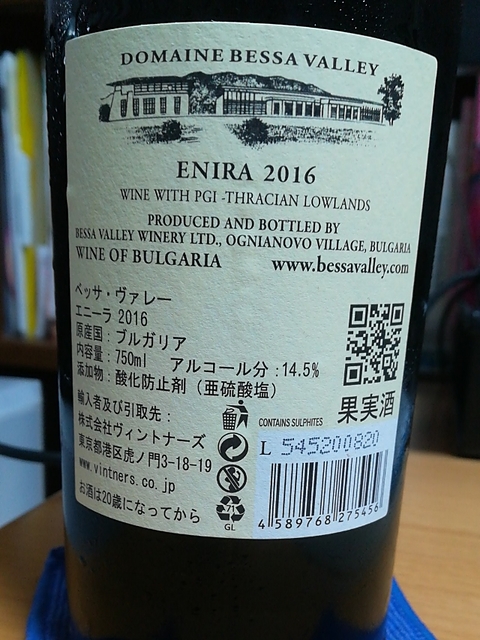 DOMAINE BESSA VALLEY
ENIRA 2016
WINE WITH PGI -THRACIAN LOWLANDS
PRODUCED AND BOTTLED BY
BESSA VALLEY WINERY LTD., OGNIANOVO VILLAGE, BULGARIA
WINE OF BULGARIA www.bessavalley.com
ベッサ・ヴァレー
エニーラ 2016
原産国：ブルガリア
内容量：750ml アルコール分：14.5%
添加物：酸化防止剤（亜硫酸塩）
輸入者及び引取先：
株式会社ヴィントナーズ
東京都港区虎ノ門3-18-19
www.vintners.co.jp
お酒は20歳になってから
71
GL
果実酒
CONTAINS SULPHITES
L 545200820
4 589768 275456